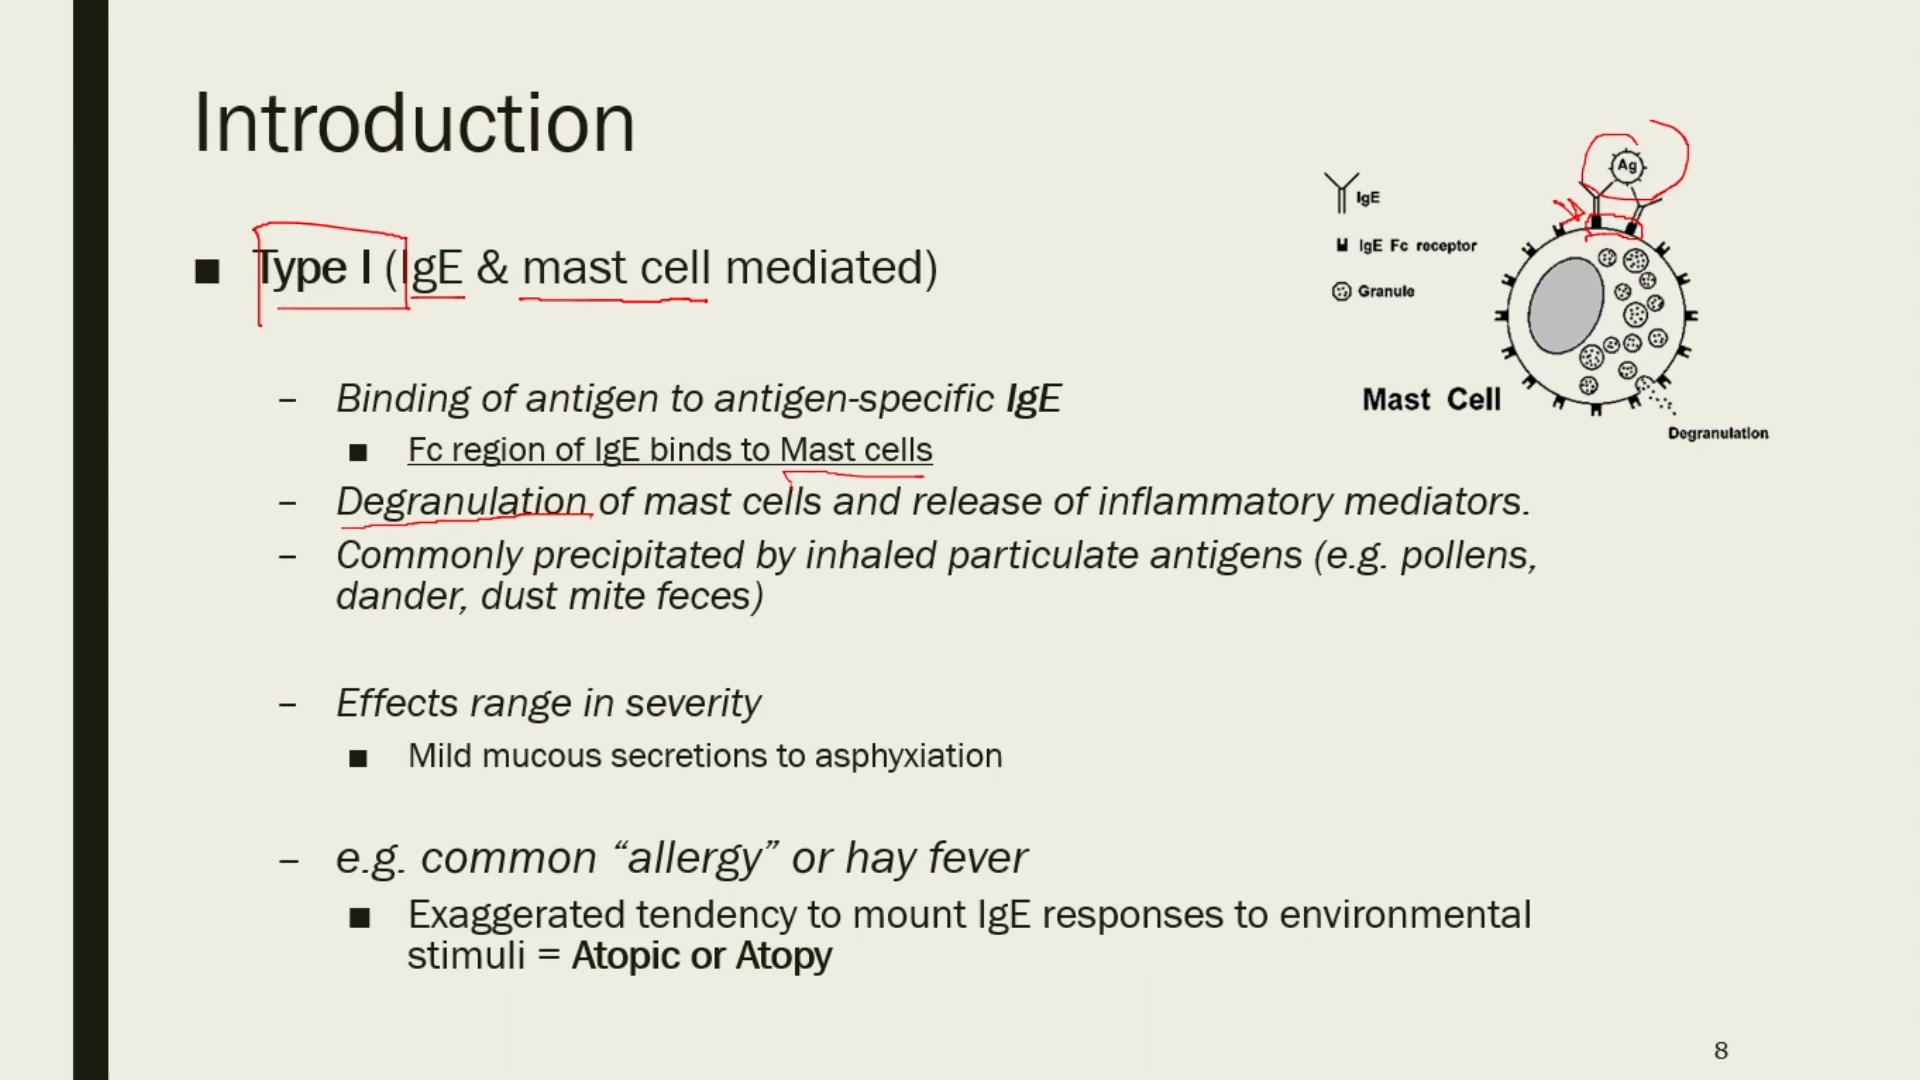 Introduction
■ Type I (IgE & mast cell mediated)
– Binding of antigen to antigen-specific IgE
■ Fc region of IgE binds to Mast cells
– Degranulation of mast cells and release of inflammatory mediators.
– Commonly precipitated by inhaled particulate antigens (e.g. pollens,
dander, dust mite feces)
– Effects range in severity
■ Mild mucous secretions to asphyxiation
– e.g. common “allergy” or hay fever
■ Exaggerated tendency to mount IgE responses to environmental
stimuli = Atopic or Atopy
Ag
IgE
IgE Fc receptor
Granule
Mast Cell
Degranulation
8